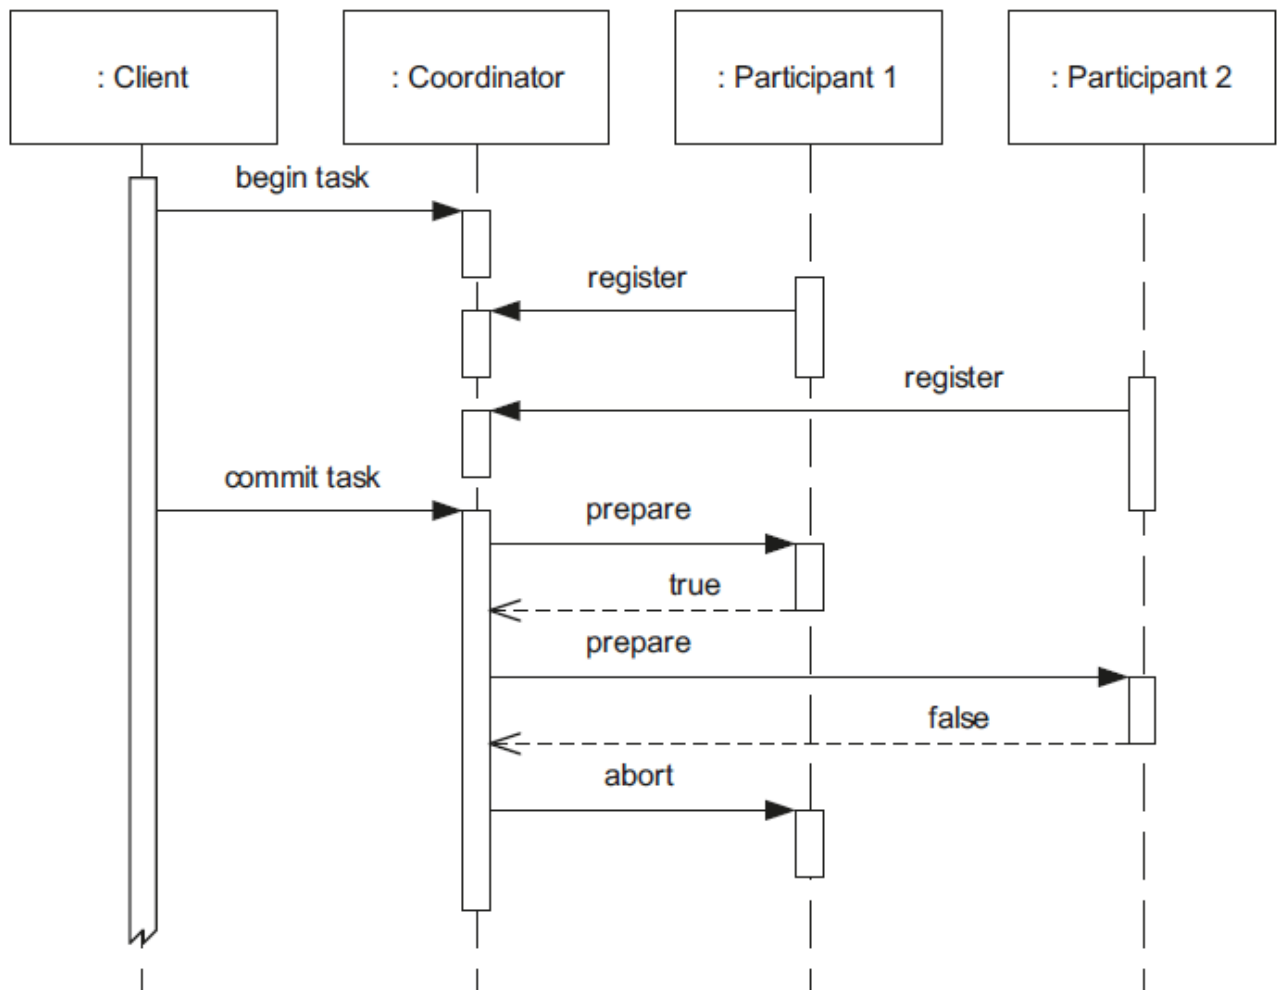 : Client
: Coordinator
: Participant 1
: Participant 2
begin task
register
register
commit task
prepare
true
prepare
false
abort